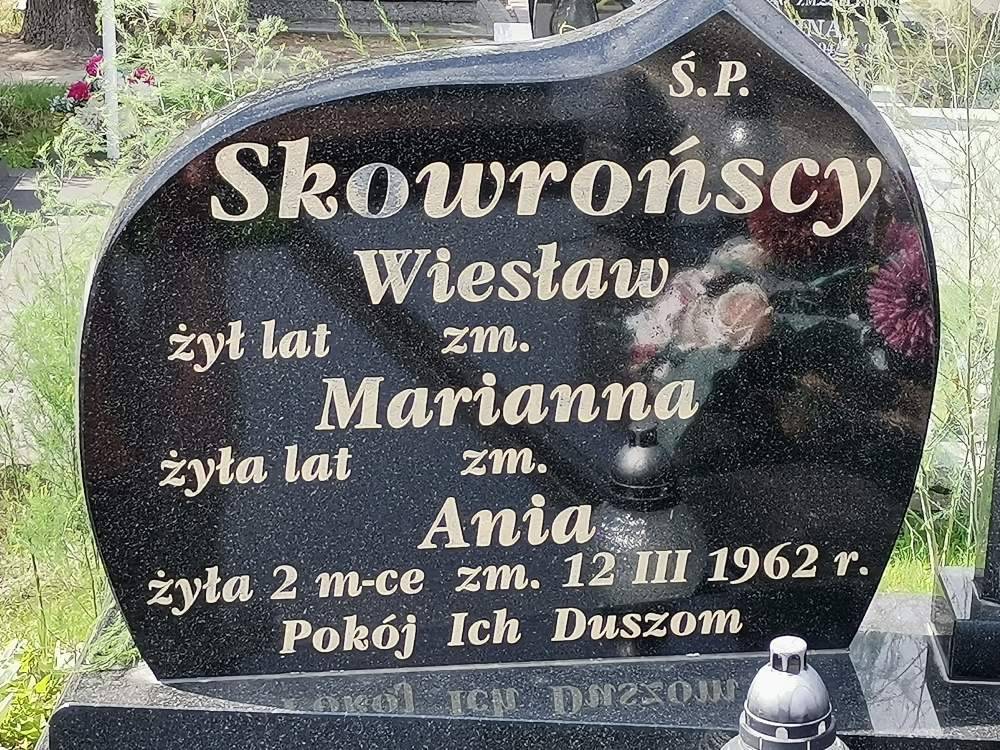 Ś.P.
Skowrońscy
Wiesław
żył lat zm.
Marianna
żyła lat zm.
Ania
żyła 2 m-ce zm. 12 III 1962 r.
Pokój Ich Duszom